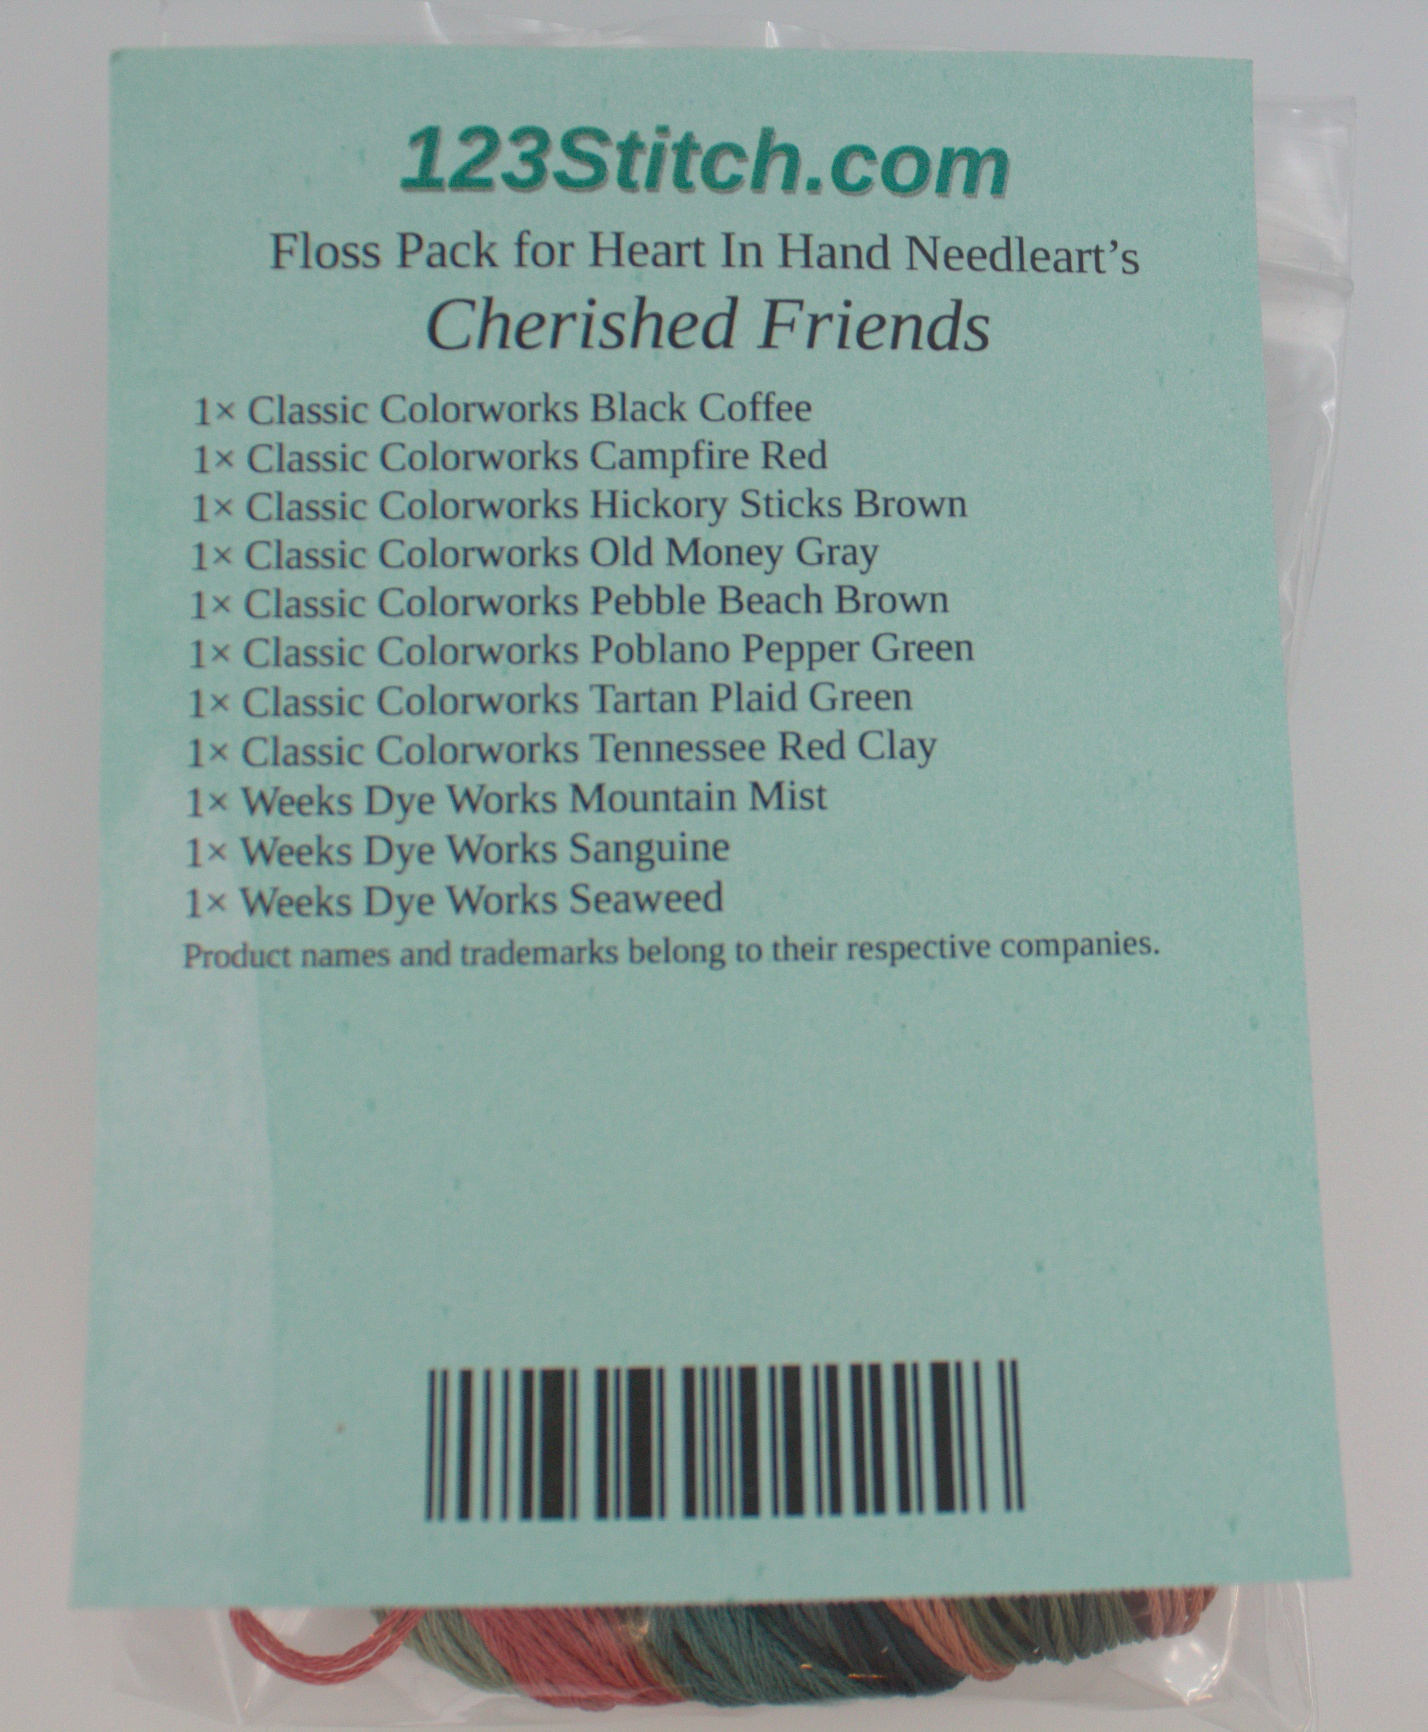 123Stitch.com
Floss Pack for Heart In Hand Needleart’s
Cherished Friends
1× Classic Colorworks Black Coffee
1× Classic Colorworks Campfire Red
1× Classic Colorworks Hickory Sticks Brown
1× Classic Colorworks Old Money Gray
1× Classic Colorworks Pebble Beach Brown
1× Classic Colorworks Poblano Pepper Green
1× Classic Colorworks Tartan Plaid Green
1× Classic Colorworks Tennessee Red Clay
1× Weeks Dye Works Mountain Mist
1× Weeks Dye Works Sanguine
1× Weeks Dye Works Seaweed
Product names and trademarks belong to their respective companies.